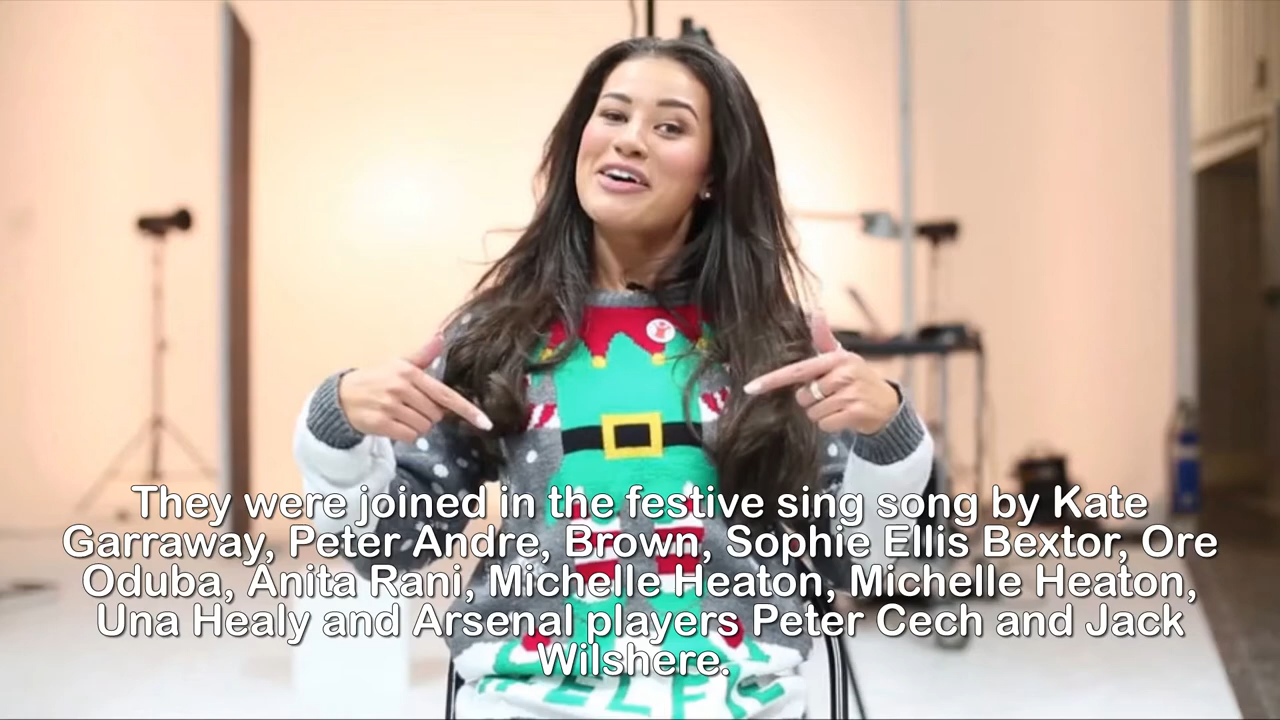 They were joined in the festive sing song by Kate
Garraway, Peter Andre, Brown, Sophie Ellis Bextor, Ore
Oduba, Anita Rani, Michelle Heaton, Michelle Heaton,
Una Healy and Arsenal players Peter Cech and Jack
Wilshere.